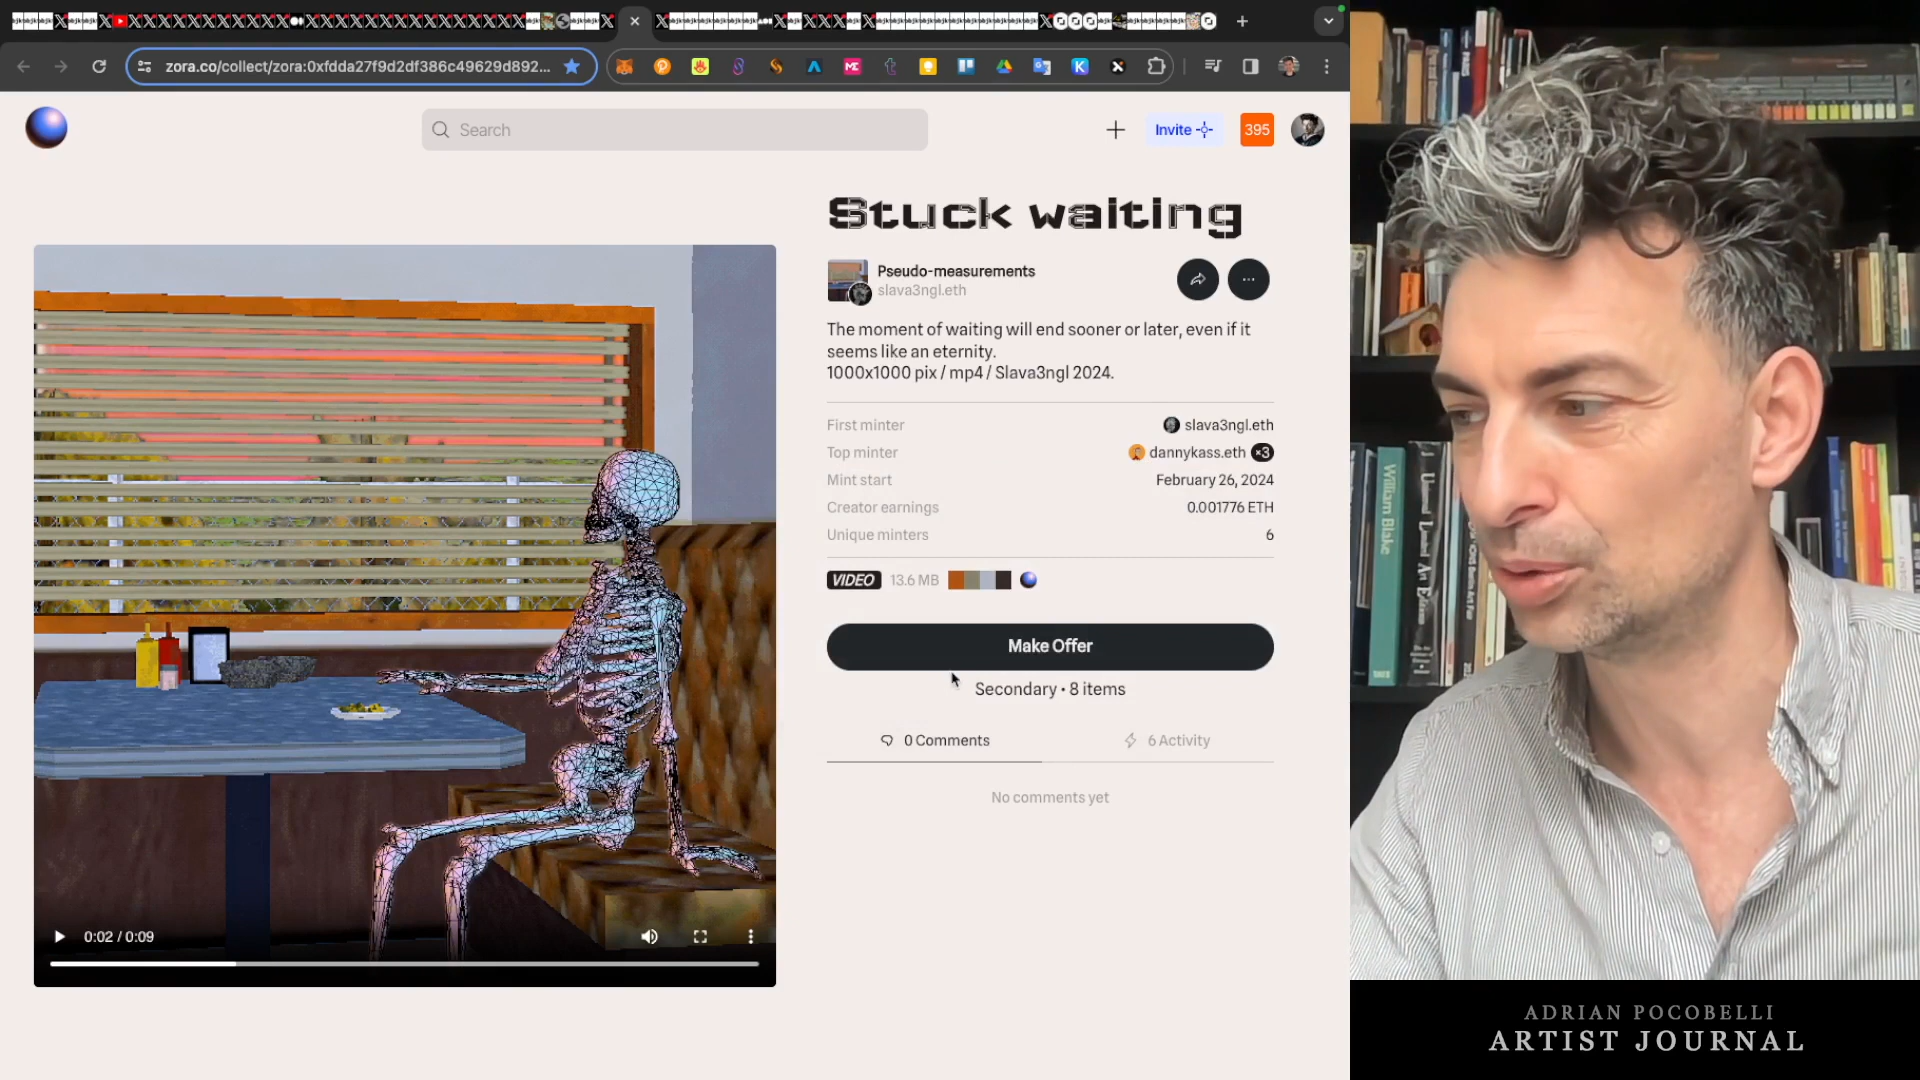 zora.co/collect/zora:0xfdda27f9d2df386c49629d892...
Search
Invite
395
Stuck waiting
Pseudo-measurements
slava3ngl.eth
The moment of waiting will end sooner or later, even if it
seems like an eternity.
1000x1000 pix / mp4 / Slava3ngl 2024.
First minter slava3ngl.eth
Top minter dannykass.eth ×3
Mint start February 26, 2024
Creator earnings 0.001776 ETH
Unique minters 6
VIDEO 13.6 MB
Make Offer
Secondary • 8 items
0 Comments 6 Activity
No comments yet
0:02 / 0:09
William Blake
ADRIAN POCOBELLI
ARTIST JOURNAL